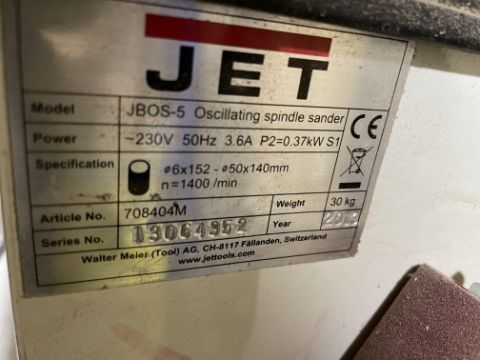 JET
Model JBOS-5 Oscillating spindle sander
Power ~230V 50Hz 3.6A P2=0.37kW S1
Specification ø6x152 - ø50x140mm
n=1400 /min
Article No. 708404M Weight 30 kg
Series No. 13064952 Year
Walter Meier (Tool) AG, CH-8117 Fällanden, Switzerland
www.jettools.com
CE